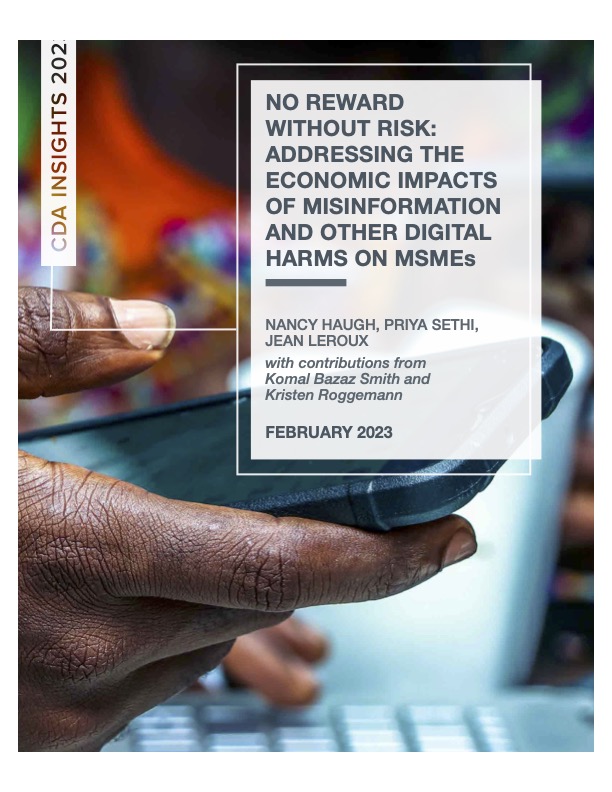 CDA INSIGHTS 202
NO REWARD
WITHOUT RISK:
ADDRESSING THE
ECONOMIC IMPACTS
OF MISINFORMATION
AND OTHER DIGITAL
HARMS ON MSMEs
NANCY HAUGH, PRIYA SETHI,
JEAN LEROUX
with contributions from
Komal Bazaz Smith and
Kristen Roggemann
FEBRUARY 2023